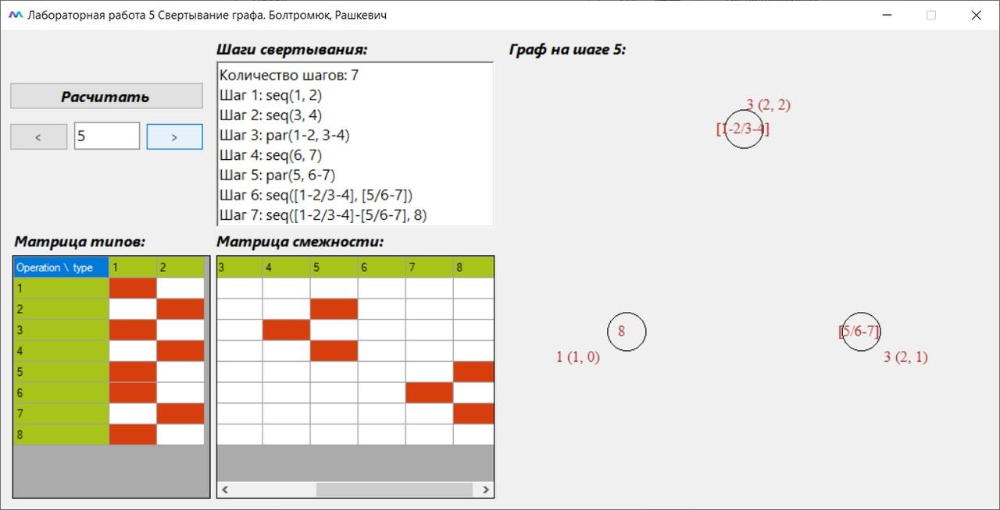 Лабораторная работа 5 Свертывание графа. Болтромюк, Рашкевич
Расчитать
< 5 >
Шаги свертывания:
Количество шагов: 7
Шаг 1: seq(1, 2)
Шаг 2: seq(3, 4)
Шаг 3: par(1-2, 3-4)
Шаг 4: seq(6, 7)
Шаг 5: par(5, 6-7)
Шаг 6: seq([1-2/3-4], [5/6-7])
Шаг 7: seq([1-2/3-4]-[5/6-7], 8)
Матрица типов:
Operation \ type 1 2
1
2
3
4
5
6
7
8
Матрица смежности:
3 4 5 6 7 8
Граф на шаге 5:
3 (2, 2)
[1-2/3-4]
8
1 (1, 0)
[5/6-7]
3 (2, 1)